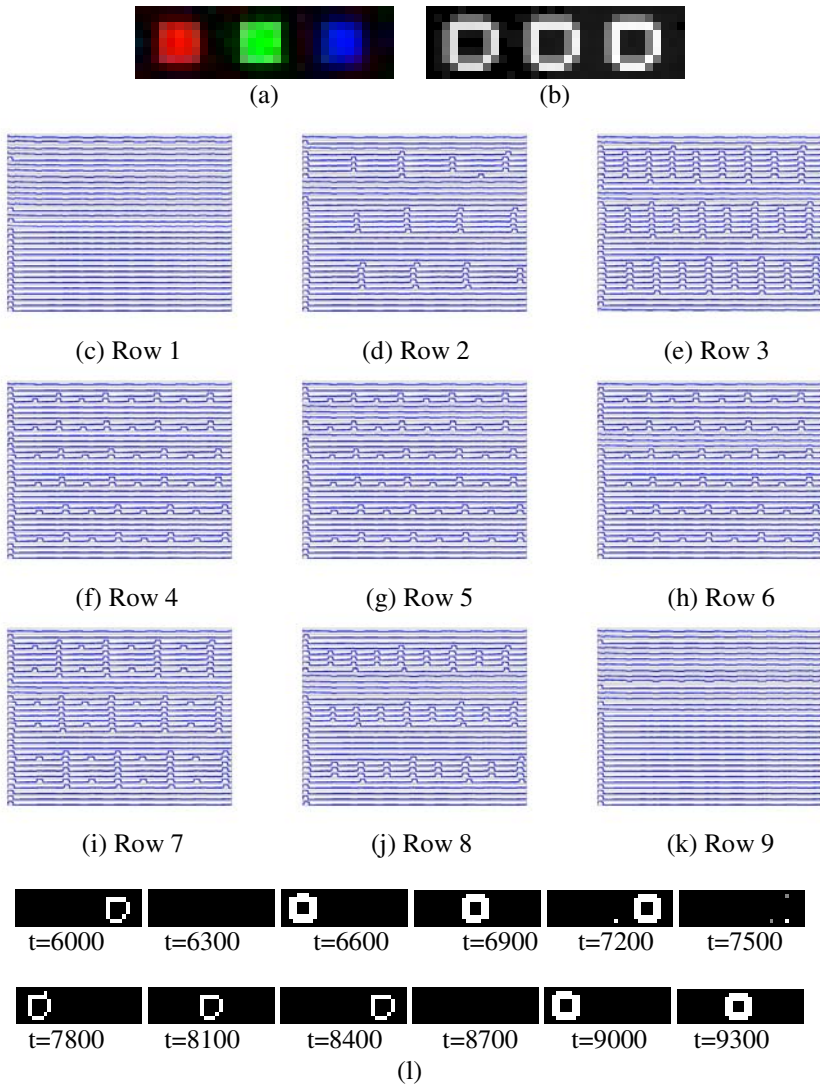 (a) (b)
(c) Row 1 (d) Row 2 (e) Row 3
(f) Row 4 (g) Row 5 (h) Row 6
(i) Row 7 (j) Row 8 (k) Row 9
t=6000 t=6300 t=6600 t=6900 t=7200 t=7500
t=7800 t=8100 t=8400 t=8700 t=9000 t=9300
(l)